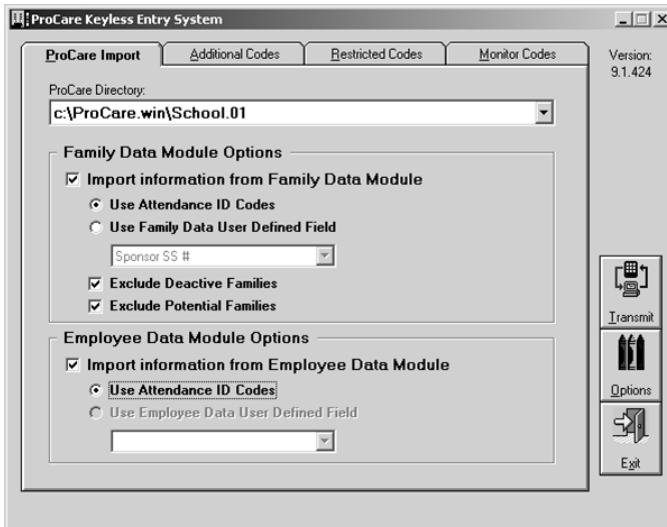 ProCare Keyless Entry System
ProCare Import
Additional Codes
Restricted Codes
Monitor Codes
Version:
9.1.424
ProCare Directory:
c:\ProCare.win\School.01
Family Data Module Options
Import information from Family Data Module
Use Attendance ID Codes
Use Family Data User Defined Field
Sponsor SS #
Exclude Deactive Families
Exclude Potential Families
Transmit
Employee Data Module Options
Import information from Employee Data Module
Use Attendance ID Codes
Options
Use Employee Data User Defined Field
Exit